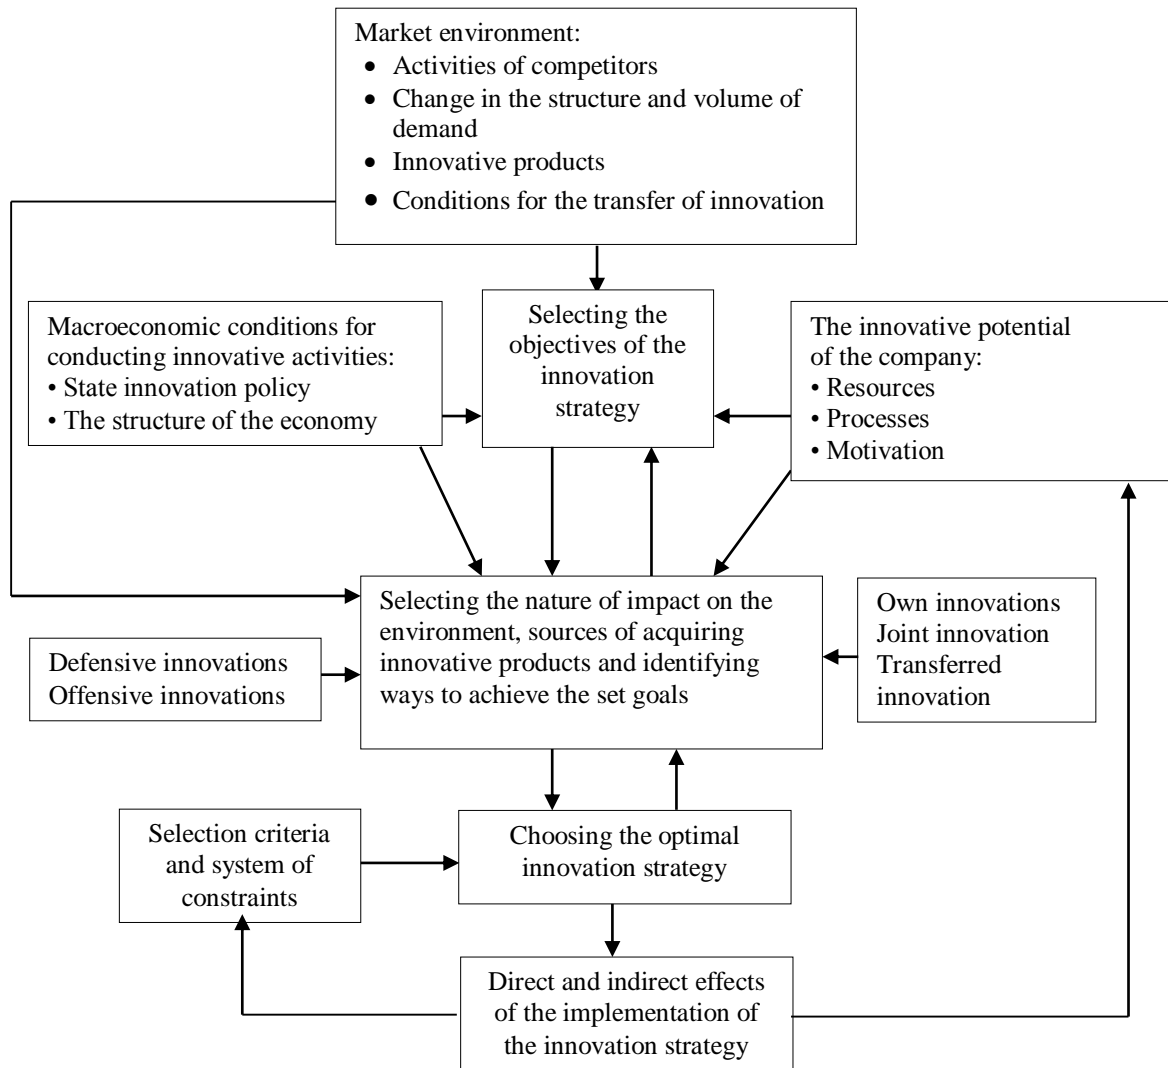 Market environment:
• Activities of competitors
• Change in the structure and volume of
demand
• Innovative products
• Conditions for the transfer of innovation
Macroeconomic conditions for
conducting innovative activities:
• State innovation policy
• The structure of the economy
Selecting the
objectives of the
innovation
strategy
The innovative potential
of the company:
• Resources
• Processes
• Motivation
Defensive innovations
Offensive innovations
Selecting the nature of impact on the
environment, sources of acquiring
innovative products and identifying
ways to achieve the set goals
Own innovations
Joint innovation
Transferred
innovation
Selection criteria
and system of
constraints
Choosing the optimal
innovation strategy
Direct and indirect effects
of the implementation of
the innovation strategy